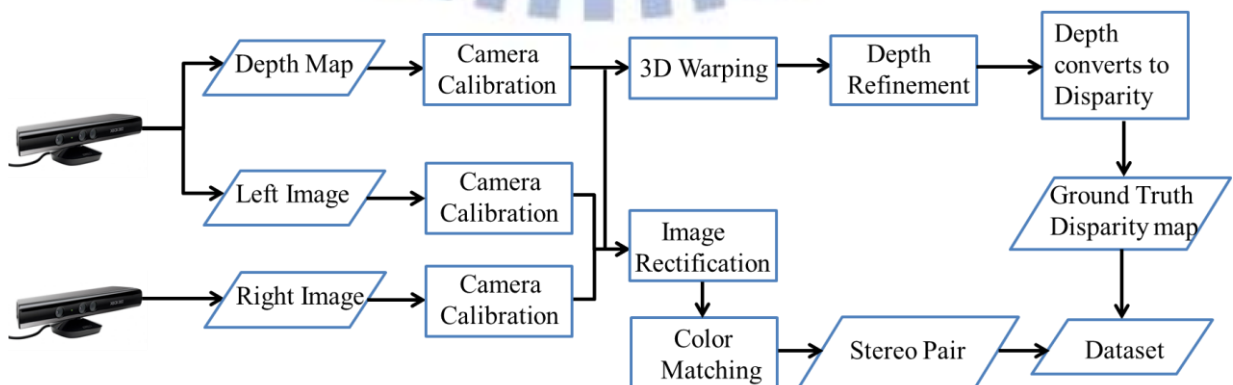 Depth Map
Camera
Calibration
3D Warping
Depth
Refinement
Depth
converts to
Disparity
Left Image
Camera
Calibration
Ground Truth
Disparity map
Image
Rectification
Right Image
Camera
Calibration
Color
Matching
Stereo Pair
Dataset